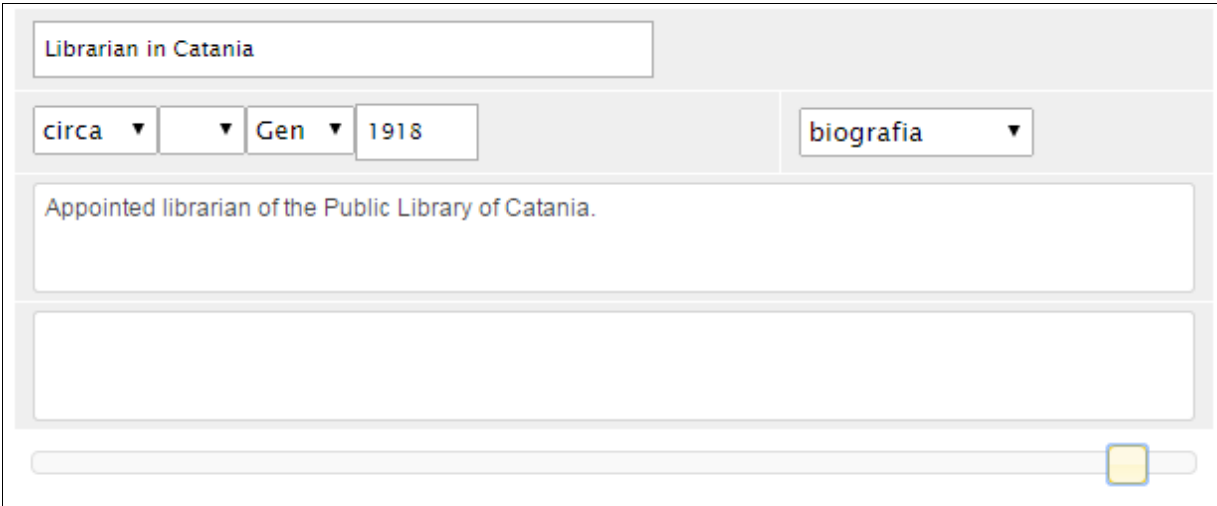 Librarian in Catania
circa Gen 1918 biografia
Appointed librarian of the Public Library of Catania.